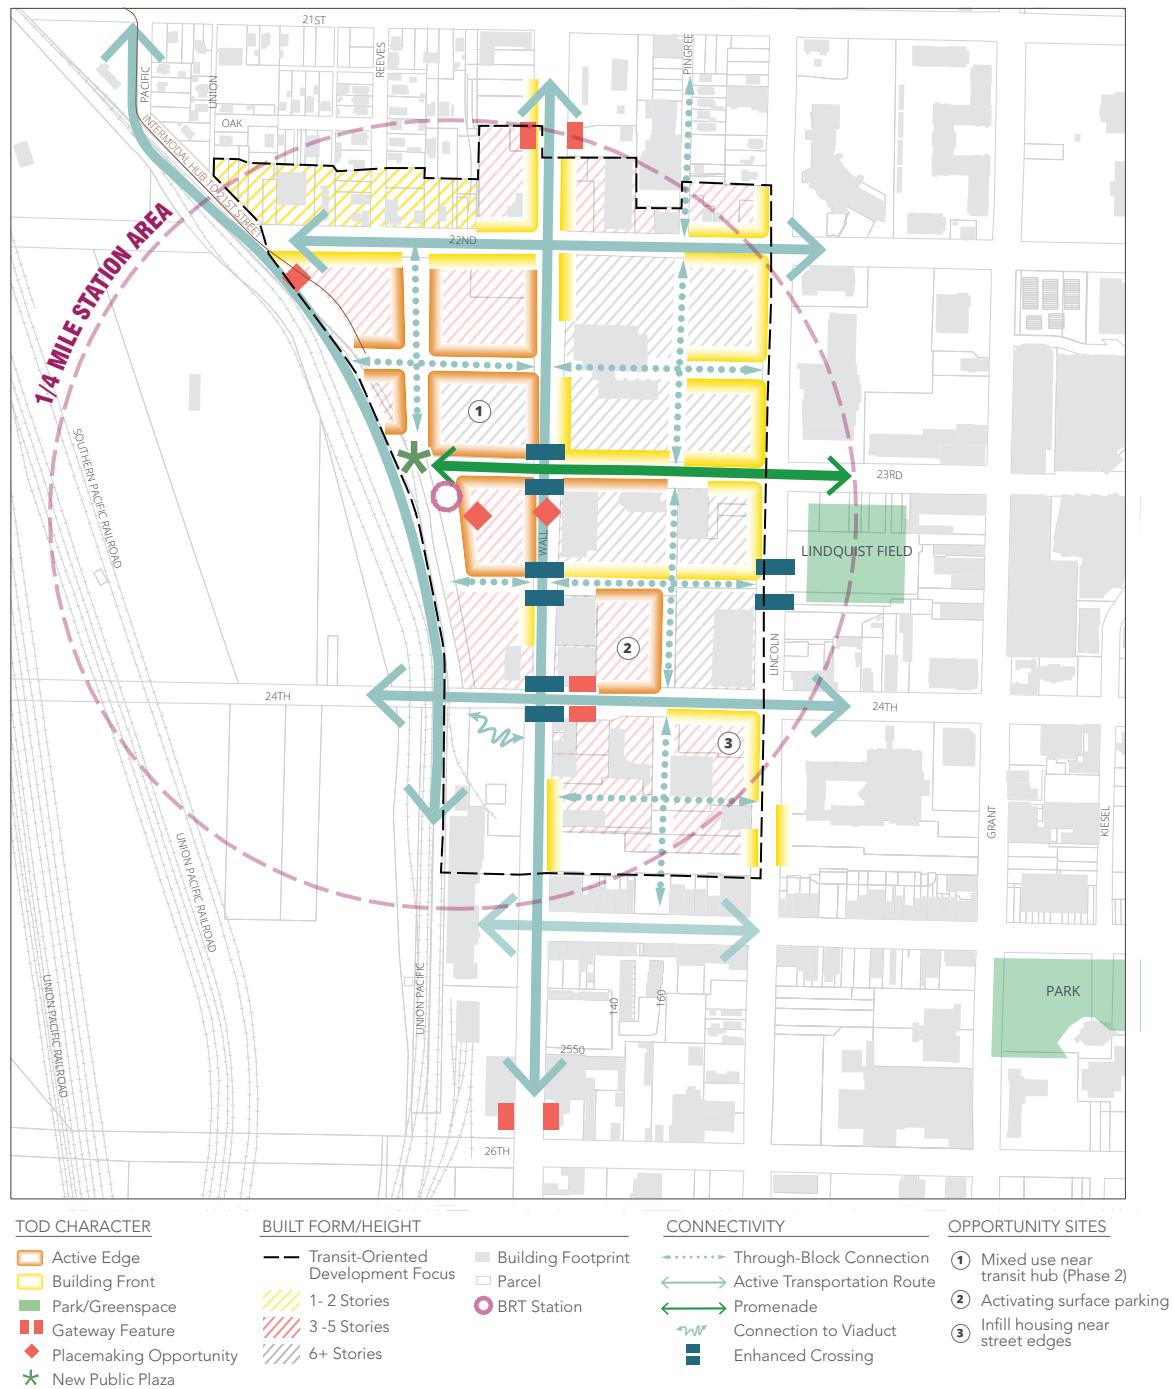 21ST
PACIFIC
UNION
REEVES
PINGREE
OAK
INTERMODAL HUB TO 21ST STREET
1/4 MILE STATION AREA
22ND
1
SOUTHERN PACIFIC RAILROAD
23RD
WALL
LINDQUIST FIELD
2
LINCOLN
24TH
24TH
3
GRANT
KIESEL
UNION PACIFIC RAILROAD
UNION PACIFIC RAILROAD
UNION PACIFIC
140
160
PARK
2550
26TH
TOD CHARACTER
Active Edge
Building Front
Park/Greenspace
Gateway Feature
Placemaking Opportunity
New Public Plaza
BUILT FORM/HEIGHT
Transit-Oriented
Development Focus
1- 2 Stories
3 -5 Stories
6+ Stories
Building Footprint
Parcel
BRT Station
CONNECTIVITY
Through-Block Connection
Active Transportation Route
Promenade
Connection to Viaduct
Enhanced Crossing
OPPORTUNITY SITES
1 Mixed use near
transit hub (Phase 2)
2 Activating surface parking
3 Infill housing near
street edges